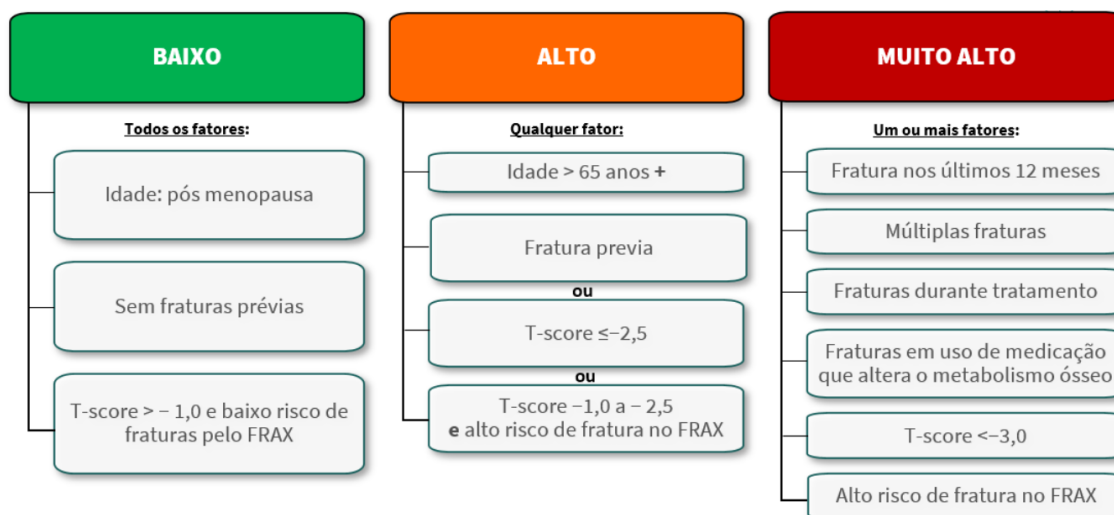 BAIXO
Todos os fatores:
Idade: pós menopausa
Sem fraturas prévias
T-score > − 1,0 e baixo risco de
fraturas pelo FRAX
ALTO
Qualquer fator:
Idade > 65 anos +
Fratura previa
ou
T-score ≤−2,5
ou
T-score −1,0 a − 2,5
e alto risco de fratura no FRAX
MUITO ALTO
Um ou mais fatores:
Fratura nos últimos 12 meses
Múltiplas fraturas
Fraturas durante tratamento
Fraturas em uso de medicação
que altera o metabolismo ósseo
T-score <−3,0
Alto risco de fratura no FRAX